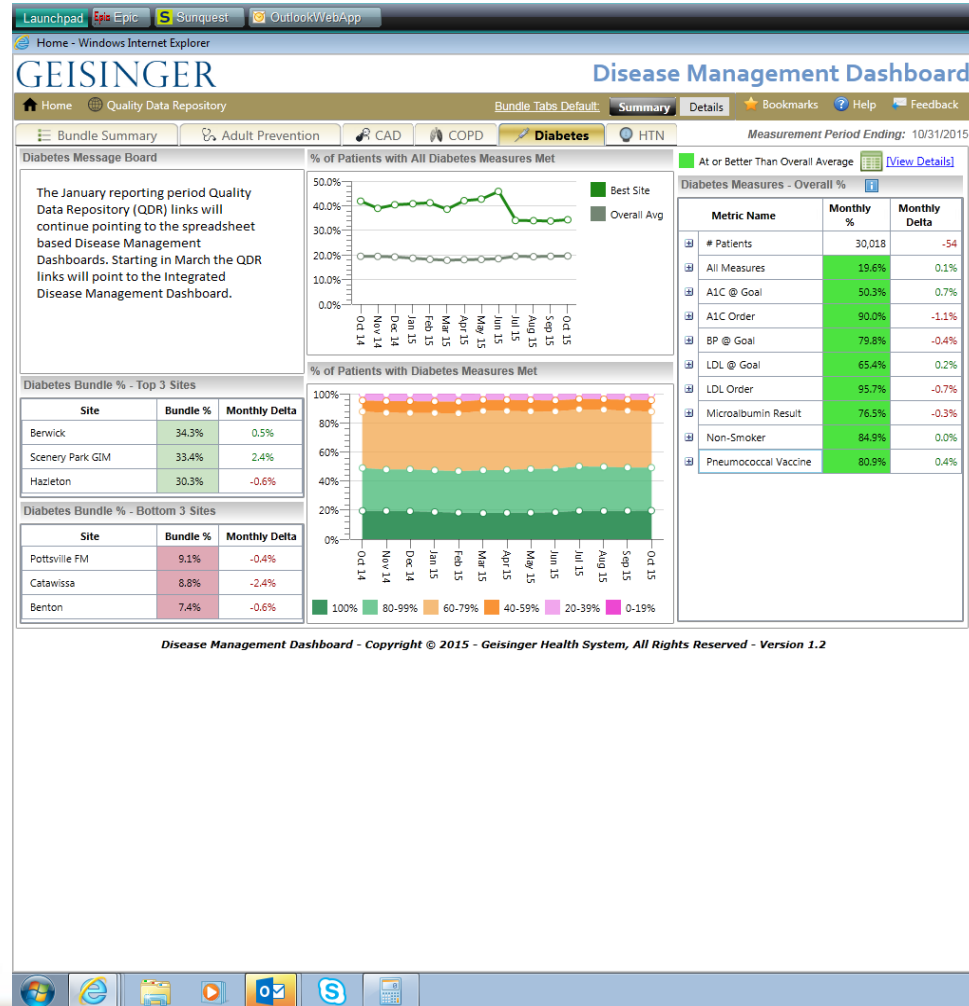 Launchpad Epic Epic S Sunquest OutlookWebApp
Home - Windows Internet Explorer
GEISINGER
Disease Management Dashboard
Home Quality Data Repository Bundle Tabs Default: Summary Details Bookmarks ? Help Feedback
Bundle Summary Adult Prevention CAD COPD Diabetes HTN Measurement Period Ending: 10/31/2015
Diabetes Message Board
The January reporting period Quality
Data Repository (QDR) links will
continue pointing to the spreadsheet
based Disease Management
Dashboards. Starting in March the QDR
links will point to the Integrated
Disease Management Dashboard.
Diabetes Bundle % - Top 3 Sites
Site Bundle % Monthly Delta
Berwick 34.3% 0.5%
Scenery Park GIM 33.4% 2.4%
Hazleton 30.3% -0.6%
Diabetes Bundle % - Bottom 3 Sites
Site Bundle % Monthly Delta
Pottsville FM 9.1% -0.4%
Catawissa 8.8% -2.4%
Benton 7.4% -0.6%
% of Patients with All Diabetes Measures Met
50.0%
40.0%
30.0%
20.0%
10.0%
0.0%
Oct 14 Nov 14 Dec 14 Jan 15 Feb 15 Mar 15 Apr 15 May 15 Jun 15 Jul 15 Aug 15 Sep 15 Oct 15
Best Site
Overall Avg
% of Patients with Diabetes Measures Met
100%
80%
60%
40%
20%
0%
Oct 14 Nov 14 Dec 14 Jan 15 Feb 15 Mar 15 Apr 15 May 15 Jun 15 Jul 15 Aug 15 Sep 15 Oct 15
100% 80-99% 60-79% 40-59% 20-39% 0-19%
At or Better Than Overall Average [View Details]
Diabetes Measures - Overall % i
Metric Name Monthly % Monthly Delta
# Patients 30,018 -54
All Measures 19.6% 0.1%
A1C @ Goal 50.3% 0.7%
A1C Order 90.0% -1.1%
BP @ Goal 79.8% -0.4%
LDL @ Goal 65.4% 0.2%
LDL Order 95.7% -0.7%
Microalbumin Result 76.5% -0.3%
Non-Smoker 84.9% 0.0%
Pneumococcal Vaccine 80.9% 0.4%
Disease Management Dashboard - Copyright © 2015 - Geisinger Health System, All Rights Reserved - Version 1.2